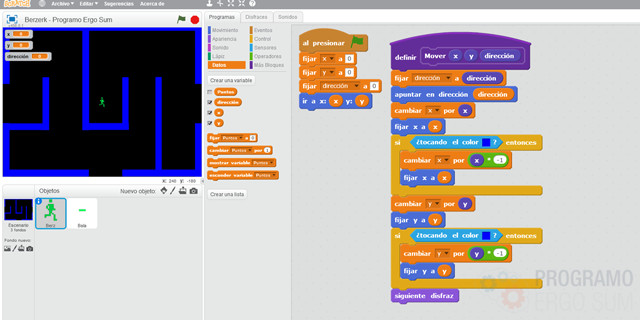 SCRATCH
Archivo
Editar
Sugerencias
Acerca de
Berzerk - Programo Ergo Sum
x 0
y 0
dirección 0
X: 240 Y: -180
Objetos
Nuevo objeto:
Escenario
2 fondos
Fondo nuevo:
Berz
Bala
Programas
Disfraces
Sonidos
Movimiento
Apariencia
Sonido
Lápiz
Datos
Eventos
Control
Sensores
Operadores
Más Bloques
Crear una variable
Puntos
dirección
x
y
fijar Puntos a 0
cambiar Puntos por 1
mostrar variable Puntos
esconder variable Puntos
Crear una lista
al presionar
fijar x a 0
fijar y a 0
fijar dirección a 0
ir a x: x y: y
definir Mover x y dirección
fijar dirección a dirección
apuntar en dirección dirección
cambiar x por x
fijar x a x
si ¿tocando el color ? entonces
cambiar x por x * -1
fijar x a x
cambiar y por y
fijar y a y
si ¿tocando el color ? entonces
cambiar y por y * -1
fijar y a y
siguiente disfraz
PROGRAMO
ERGO SUM